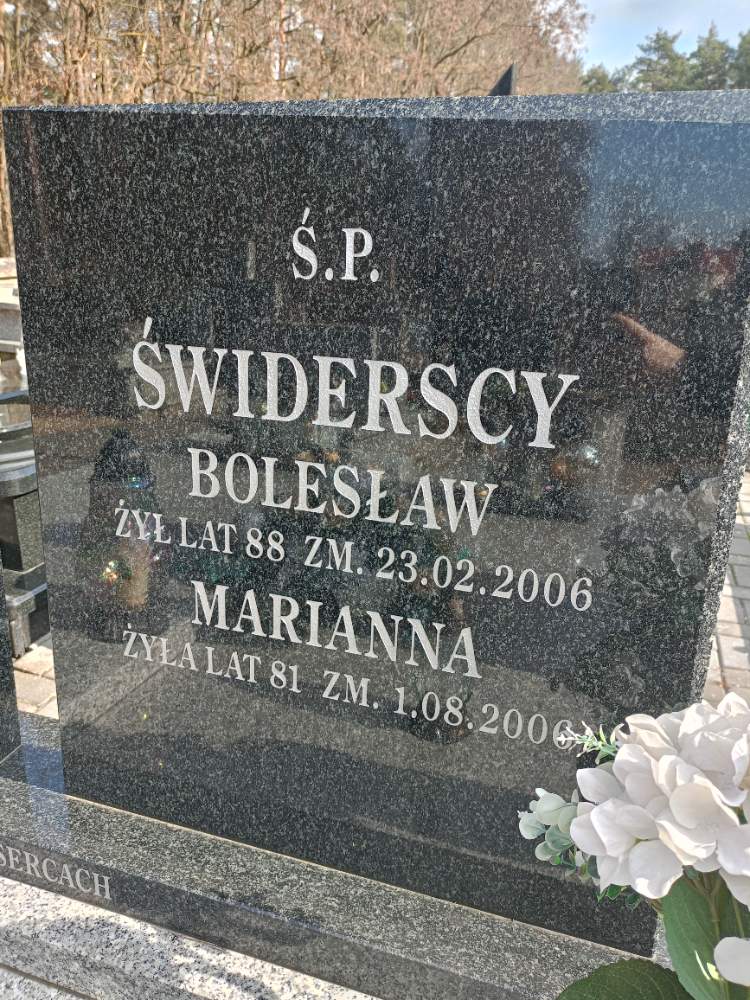 Ś.P.
ŚWIDERSCY
BOLESŁAW
ŻYŁ LAT 88 ZM. 23.02.2006
MARIANNA
ŻYŁA LAT 81 ZM. 1.08.2006
SERCACH